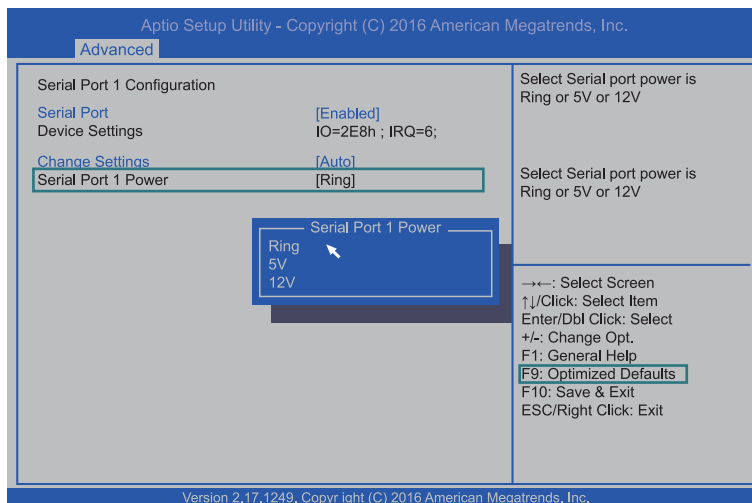 Aptio Setup Utility - Copyright (C) 2016 American Megatrends, Inc.
Advanced
Serial Port 1 Configuration
Serial Port [Enabled]
Device Settings IO=2E8h ; IRQ=6;
Change Settings [Auto]
Serial Port 1 Power [Ring]
Serial Port 1 Power
Ring
5V
12V
Select Serial port power is
Ring or 5V or 12V
Select Serial port power is
Ring or 5V or 12V
→←: Select Screen
↑↓/Click: Select Item
Enter/Dbl Click: Select
+/-: Change Opt.
F1: General Help
F9: Optimized Defaults
F10: Save & Exit
ESC/Right Click: Exit
Version 2,17,1249, Copyr ight (C) 2016 American Megatrends, Inc,